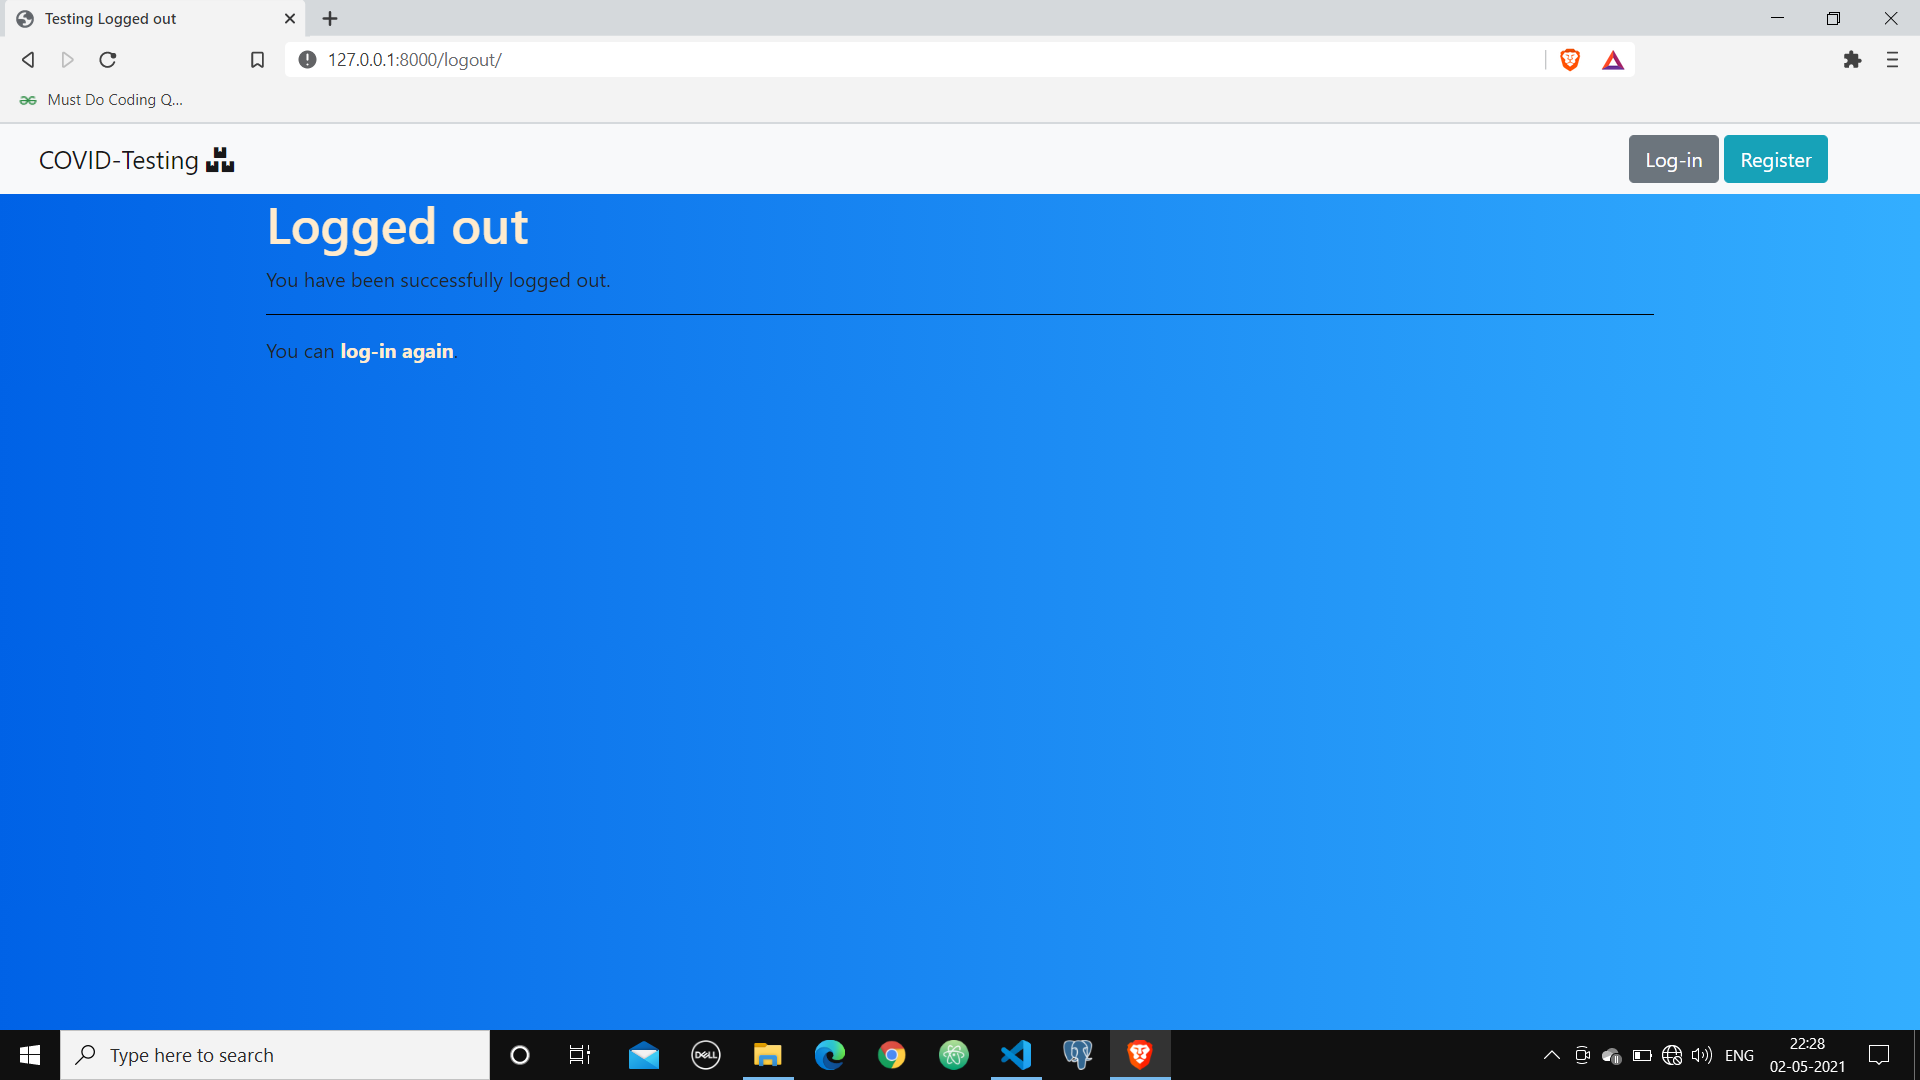 Testing Logged out
127.0.0.1:8000/logout/
Must Do Coding Q...
COVID-Testing
Log-in
Register
Logged out
You have been successfully logged out.
You can log-in again.
Type here to search
DELL
ENG
22:28
02-05-2021